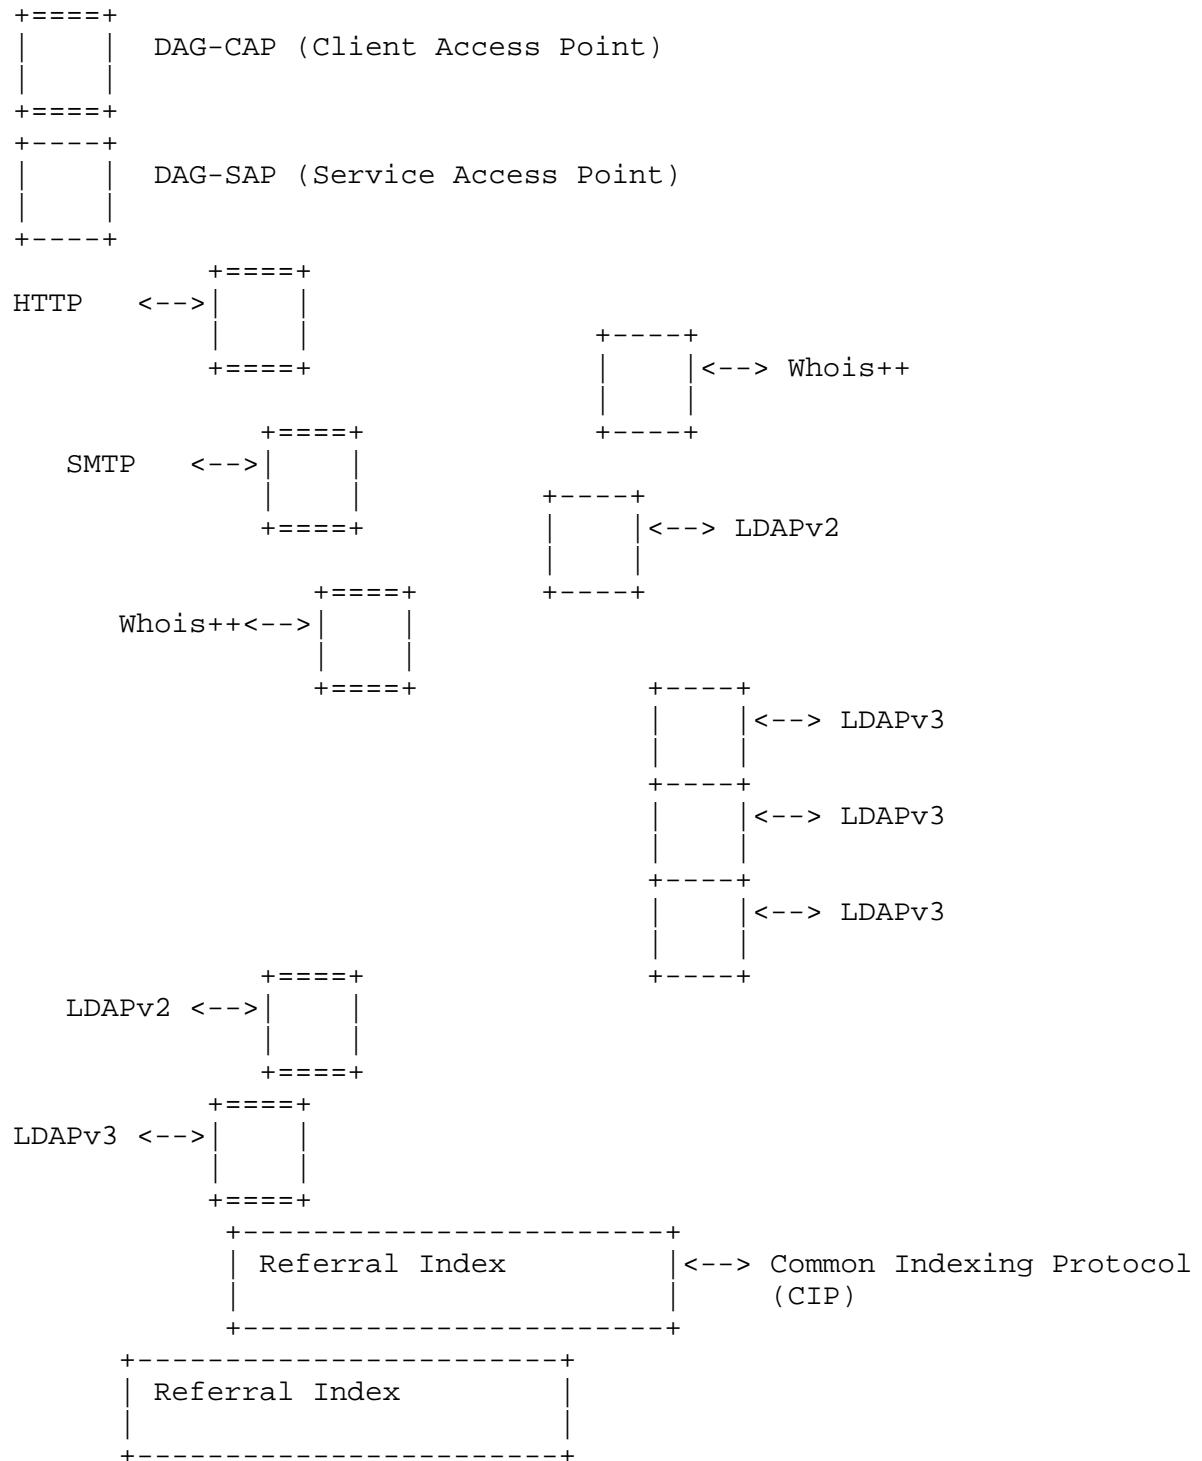 DAG-CAP (Client Access Point)
DAG-SAP (Service Access Point)
HTTP <-->
<--> Whois++
SMTP <-->
<--> LDAPv2
Whois++<-->
<--> LDAPv3
<--> LDAPv3
<--> LDAPv3
LDAPv2 <-->
LDAPv3 <-->
Referral Index <--> Common Indexing Protocol
(CIP)
Referral Index